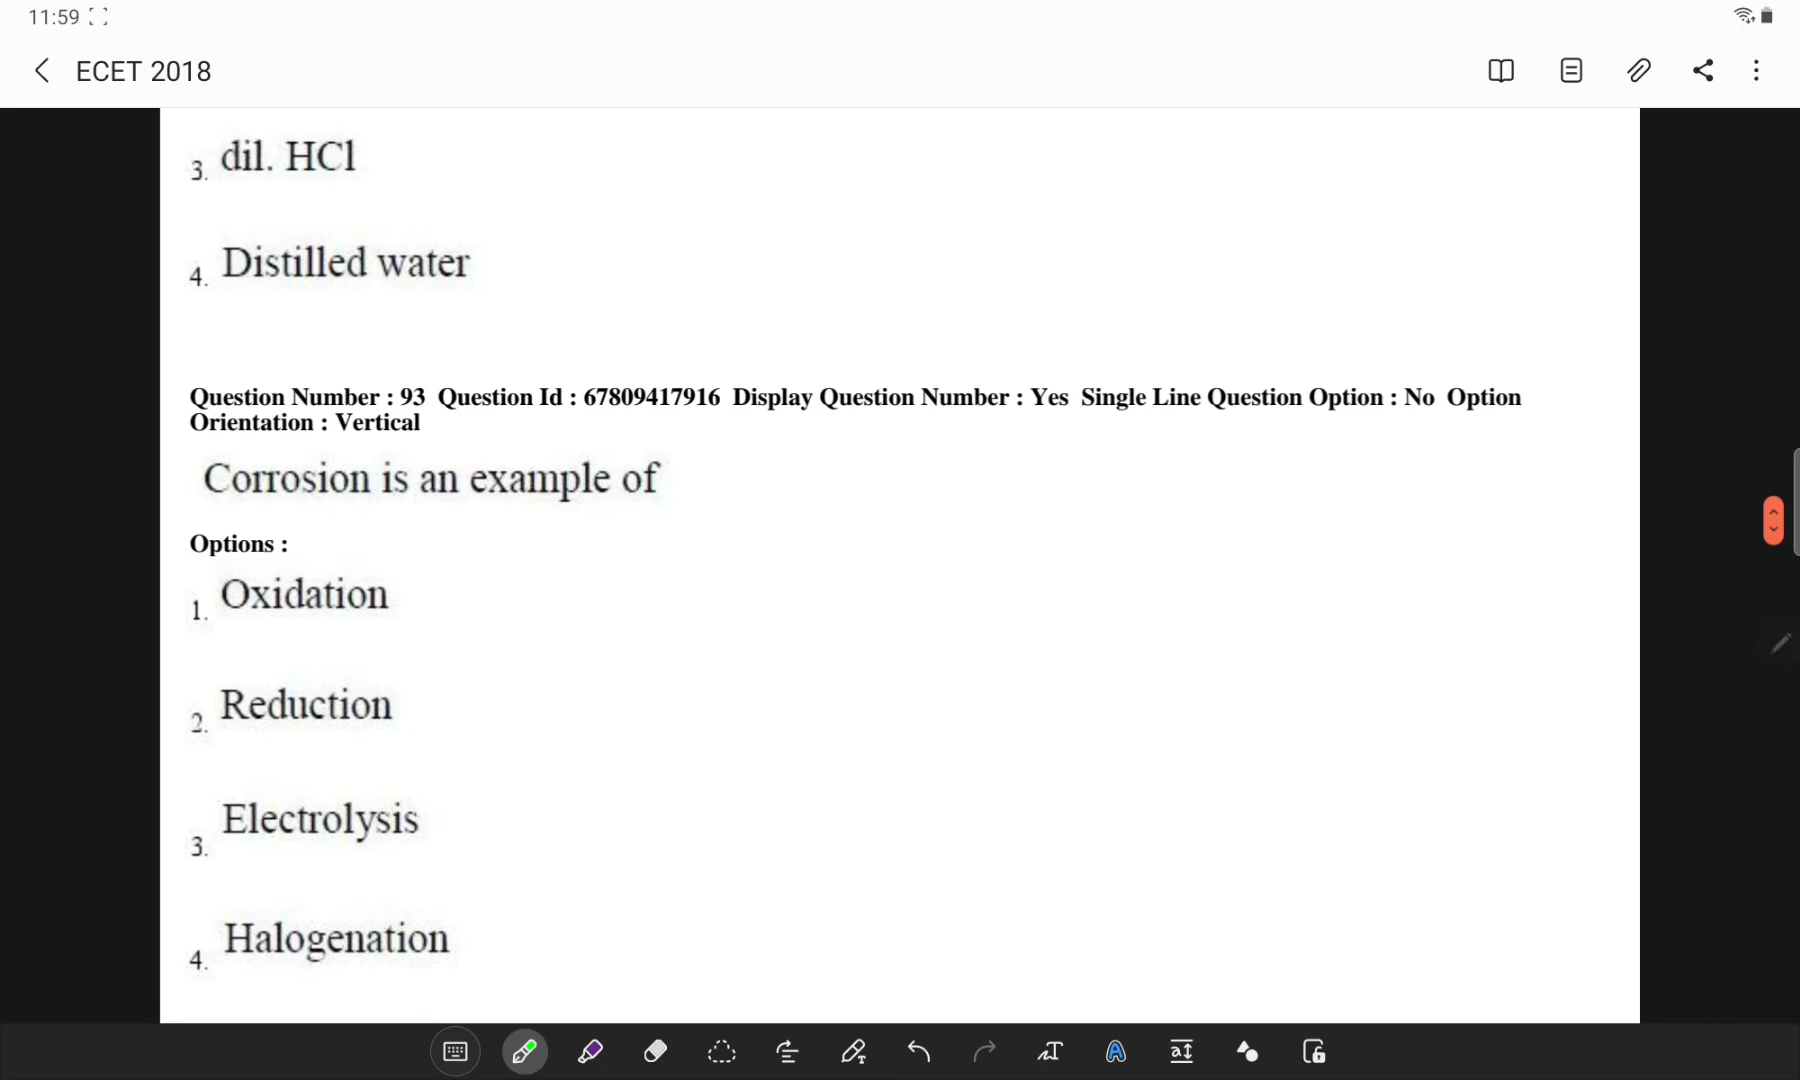 11:59
ECET 2018
3. dil. HCl
4. Distilled water
Question Number : 93 Question Id : 67809417916 Display Question Number : Yes Single Line Question Option : No Option
Orientation : Vertical
Corrosion is an example of
Options :
1. Oxidation
2. Reduction
3. Electrolysis
4. Halogenation